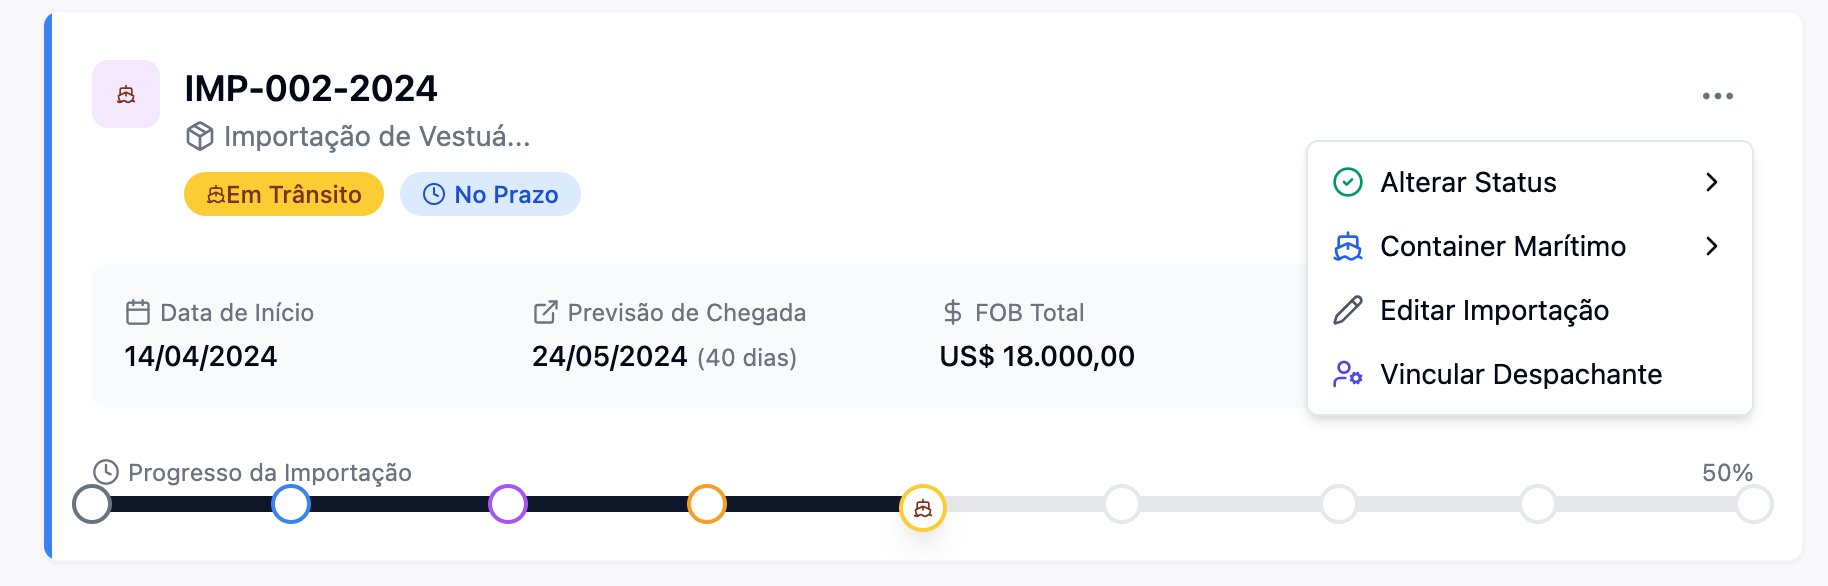 IMP-002-2024
Importação de Vestuá...
Em Trânsito
No Prazo
Alterar Status
Container Marítimo
Editar Importação
Vincular Despachante
Data de Início
14/04/2024
Previsão de Chegada
24/05/2024 (40 dias)
FOB Total
US$ 18.000,00
Progresso da Importação
50%